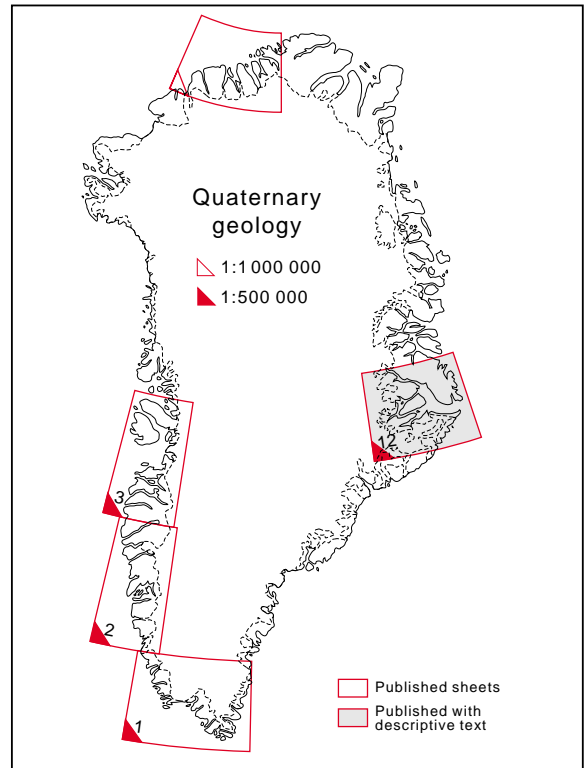 Quaternary
geology
1:1 000 000
1:500 000
12
3
2
1
Published sheets
Published with
descriptive text